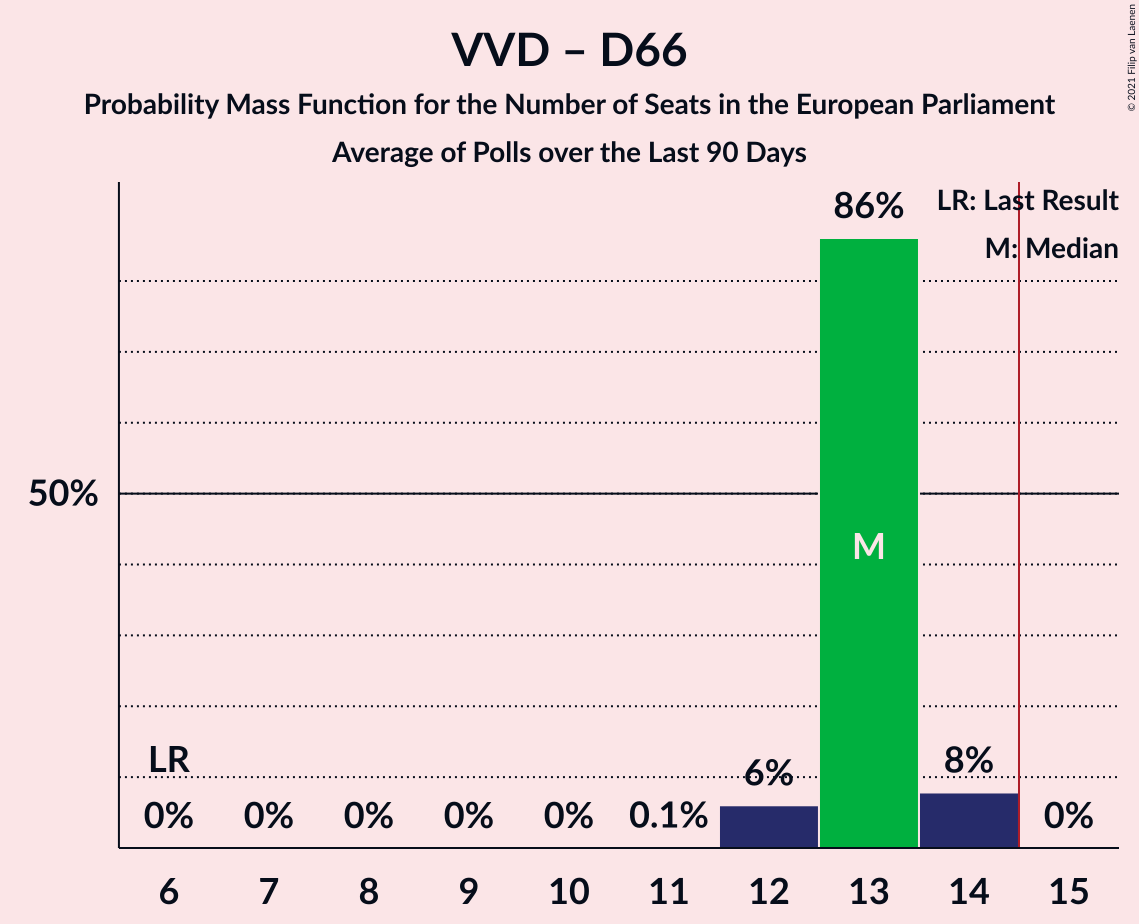 VVD – D66
Probability Mass Function for the Number of Seats in the European Parliament
Average of Polls over the Last 90 Days
© 2021 Filip van Laenen
LR: Last Result
M: Median
86%
50%
M
LR
6%
8%
0% 0% 0% 0% 0% 0.1% 0%
6 7 8 9 10 11 12 13 14 15